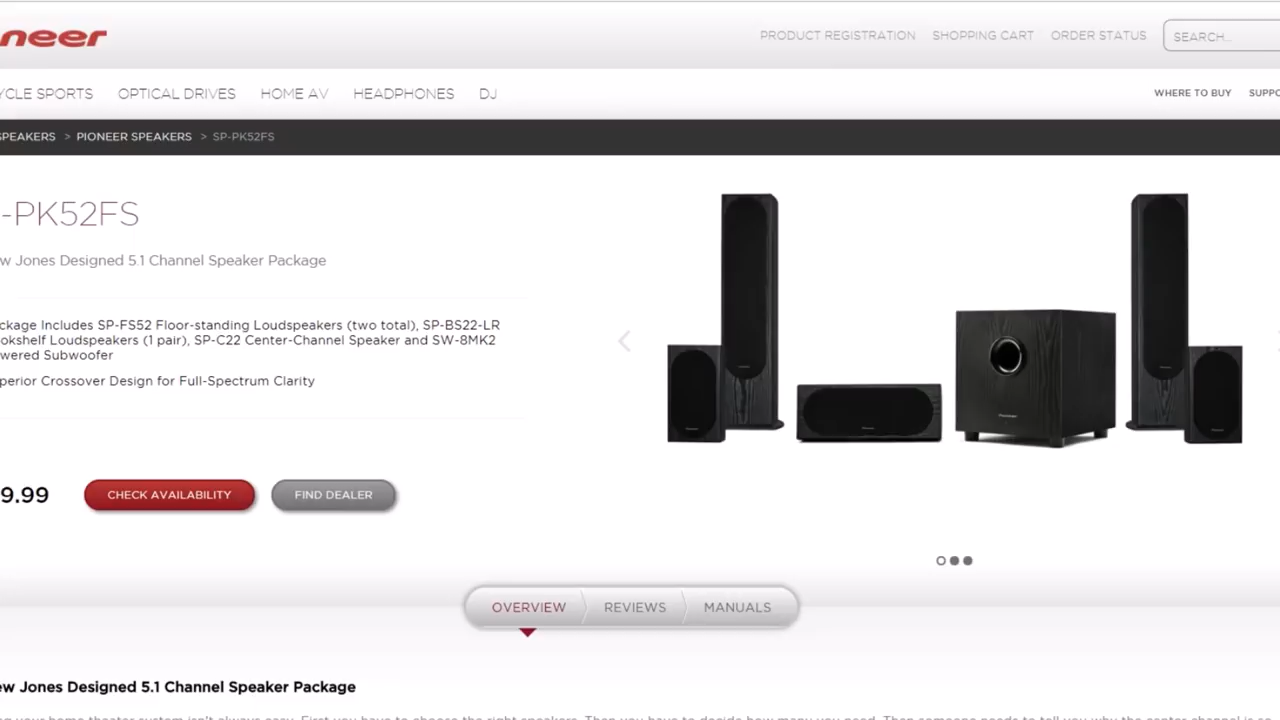 neer
PRODUCT REGISTRATION SHOPPING CART ORDER STATUS SEARCH...
YCLE SPORTS OPTICAL DRIVES HOME AV HEADPHONES DJ
WHERE TO BUY SUPPO
SPEAKERS > PIONEER SPEAKERS > SP-PK52FS
-PK52FS
w Jones Designed 5.1 Channel Speaker Package
ckage Includes SP-FS52 Floor-standing Loudspeakers (two total), SP-BS22-LR
okshelf Loudspeakers (1 pair), SP-C22 Center-Channel Speaker and SW-8MK2
wered Subwoofer
perior Crossover Design for Full-Spectrum Clarity
9.99 CHECK AVAILABILITY FIND DEALER
OVERVIEW REVIEWS MANUALS
ew Jones Designed 5.1 Channel Speaker Package